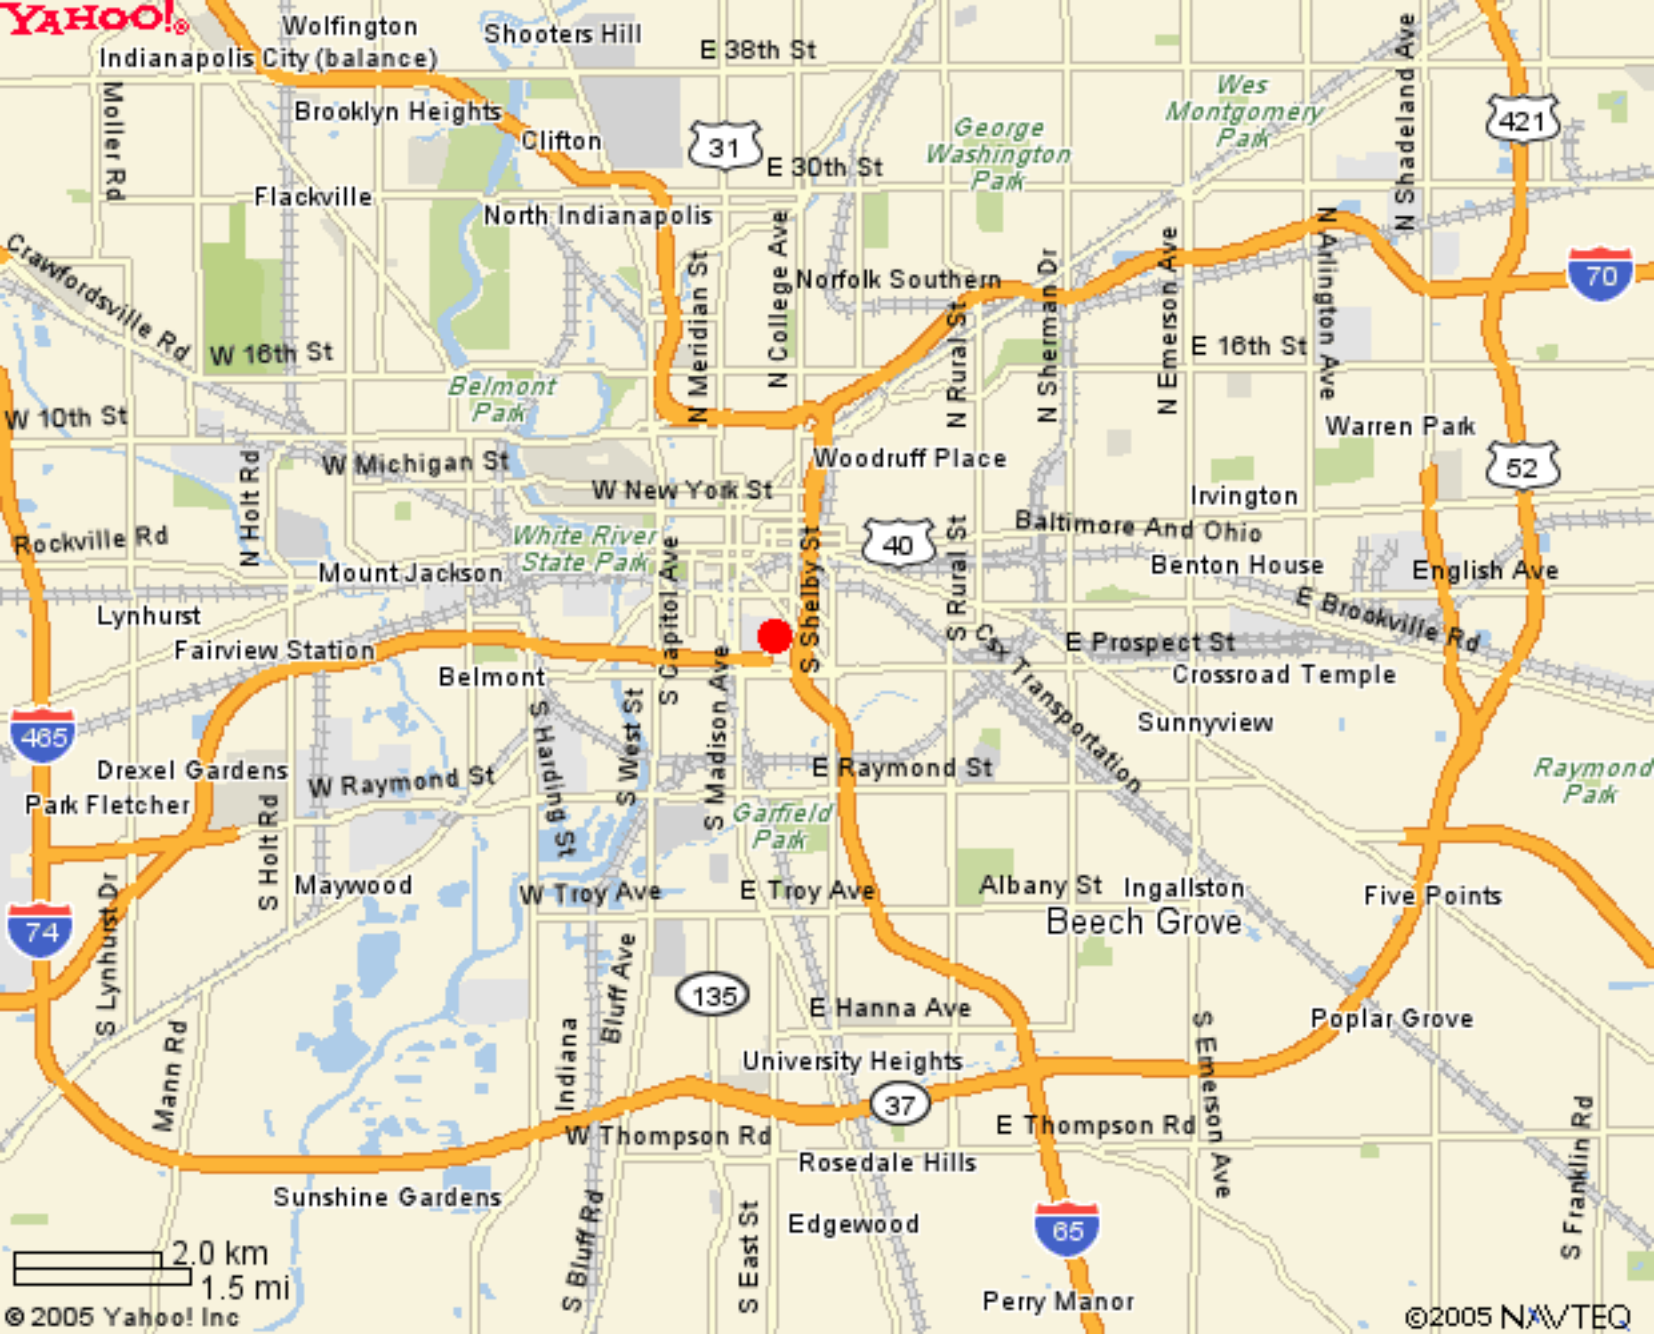 YAHOO!®
Wolfington
Shooters Hill
E 38th St
Indianapolis City (balance)
Moller Rd
Brooklyn Heights
Clifton
31
E 30th St
George
Washington
Park
Wes
Montgomery
Park
N Shadeland Ave
421
Flackville
North Indianapolis
Crawfordsville Rd
N Meridian St
N College Ave
Norfolk Southern
N Rural St
N Sherman Dr
N Emerson Ave
N Arlington Ave
70
W 16th St
E 16th St
Belmont
Park
W 10th St
Warren Park
N Holt Rd
W Michigan St
Woodruff Place
52
W New York St
Irvington
Rockville Rd
White River
State Park
S Capitol Ave
S Shelby St
40
S Rural St
Baltimore And Ohio
Mount Jackson
Benton House
English Ave
Lynhurst
E Brookville Rd
Fairview Station
Csx Transportation
E Prospect St
Belmont
Crossroad Temple
465
S Harding St
S West St
S Madison Ave
Sunnyview
Drexel Gardens
W Raymond St
E Raymond St
Raymond
Park
Park Fletcher
S Holt Rd
Garfield
Park
Maywood
W Troy Ave
E Troy Ave
Albany St
Ingallston
Five Points
74
S Lynhurst Dr
Beech Grove
Bluff Ave
135
E Hanna Ave
Poplar Grove
Mann Rd
Indiana
University Heights
S Emerson Ave
37
W Thompson Rd
E Thompson Rd
S Franklin Rd
Rosedale Hills
Sunshine Gardens
S Bluff Rd
S East St
Edgewood
65
2.0 km
1.5 mi
Perry Manor
© 2005 Yahoo! Inc
©2005 NAVTEQ